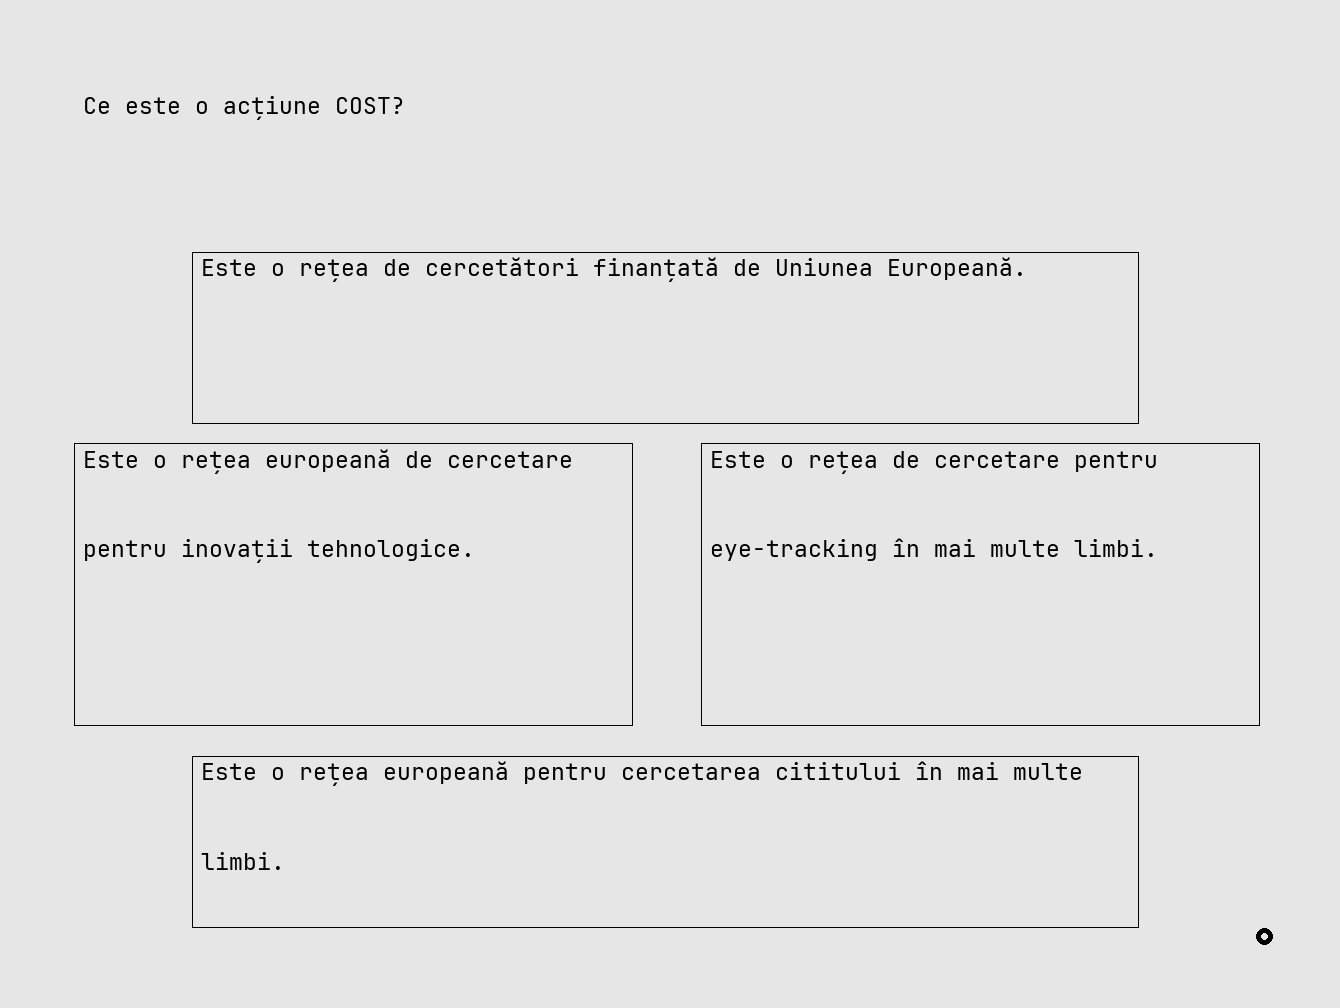 Ce este o acțiune COST?
Este o rețea de cercetători finanțată de Uniunea Europeană.
Este o rețea europeană de cercetare
pentru inovații tehnologice.
Este o rețea de cercetare pentru
eye-tracking în mai multe limbi.
Este o rețea europeană pentru cercetarea cititului în mai multe
limbi.